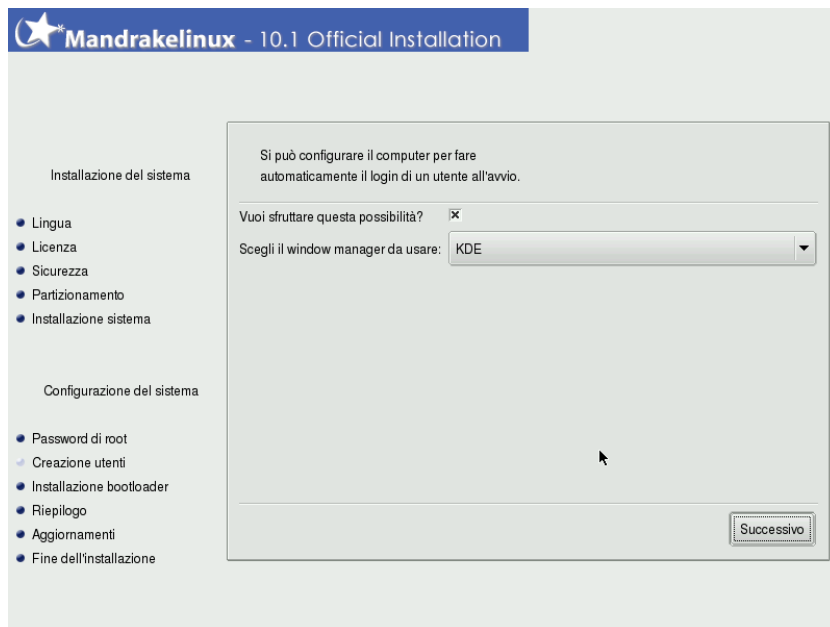 Mandrakelinux - 10.1 Official Installation
Installazione del sistema
Lingua
Licenza
Sicurezza
Partizionamento
Installazione sistema
Configurazione del sistema
Password di root
Creazione utenti
Installazione bootloader
Riepilogo
Aggiornamenti
Fine dell'installazione
Si può configurare il computer per fare
automaticamente il login di un utente all'avvio.
Vuoi sfruttare questa possibilità?
Scegli il window manager da usare: KDE
Successivo